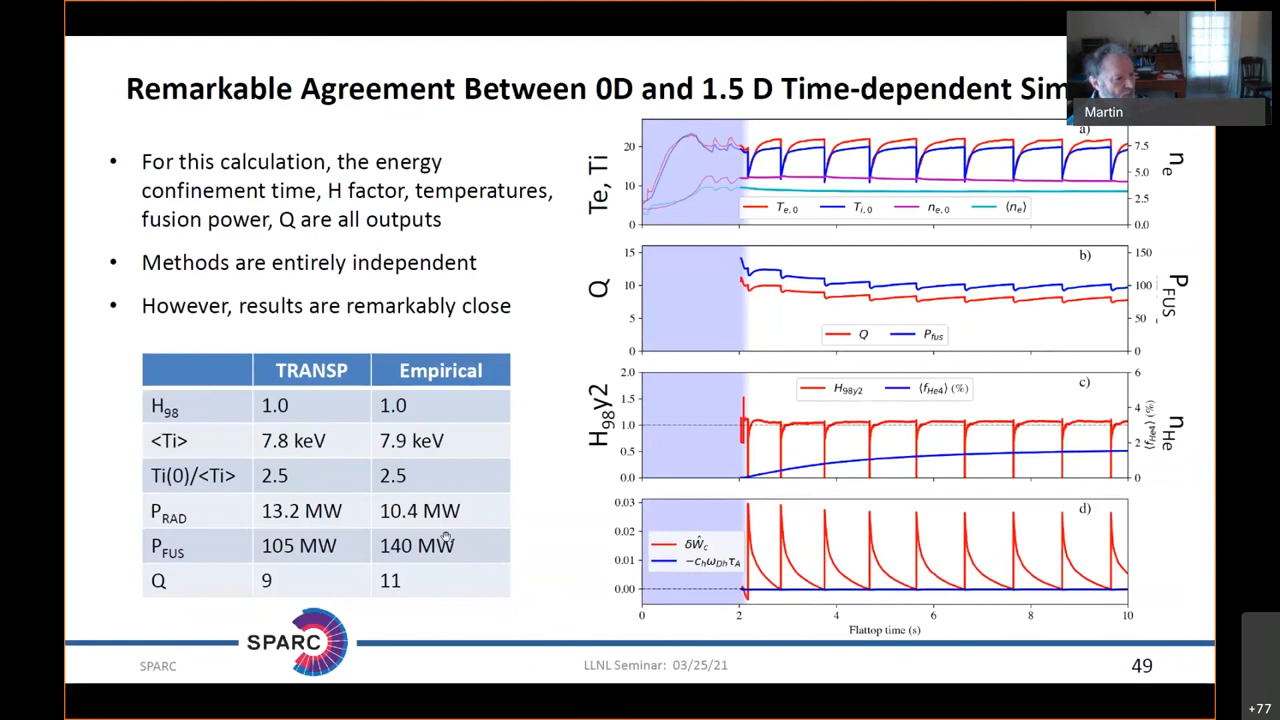 Remarkable Agreement Between 0D and 1.5 D Time-dependent Sim
Martin
• For this calculation, the energy
confinement time, H factor, temperatures,
fusion power, Q are all outputs
• Methods are entirely independent
• However, results are remarkably close
TRANSP Empirical
H98 1.0 1.0
<Ti> 7.8 keV 7.9 keV
Ti(0)/<Ti> 2.5 2.5
PRAD 13.2 MW 10.4 MW
PFUS 105 MW 140 MW
Q 9 11
Te, Ti
20
10
0
a)
7.5
5.0
2.5
0.0
ne
Te,0 Ti,0 ne,0 ⟨ne⟩
Q
15
10
5
0
b)
150
100
50
0
PFUS
Q Pfus
H98y2
2.0
1.5
1.0
0.5
0.0
c)
6
4
2
0
⟨fHe4⟩ (%)
nHe
H98y2 ⟨fHe4⟩ (%)
0.03
0.02
0.01
0.00
d)
δŴc
−chωDhτA
0 2 4 6 8 10
Flattop time (s)
SPARC
SPARC
LLNL Seminar: 03/25/21
49
+77